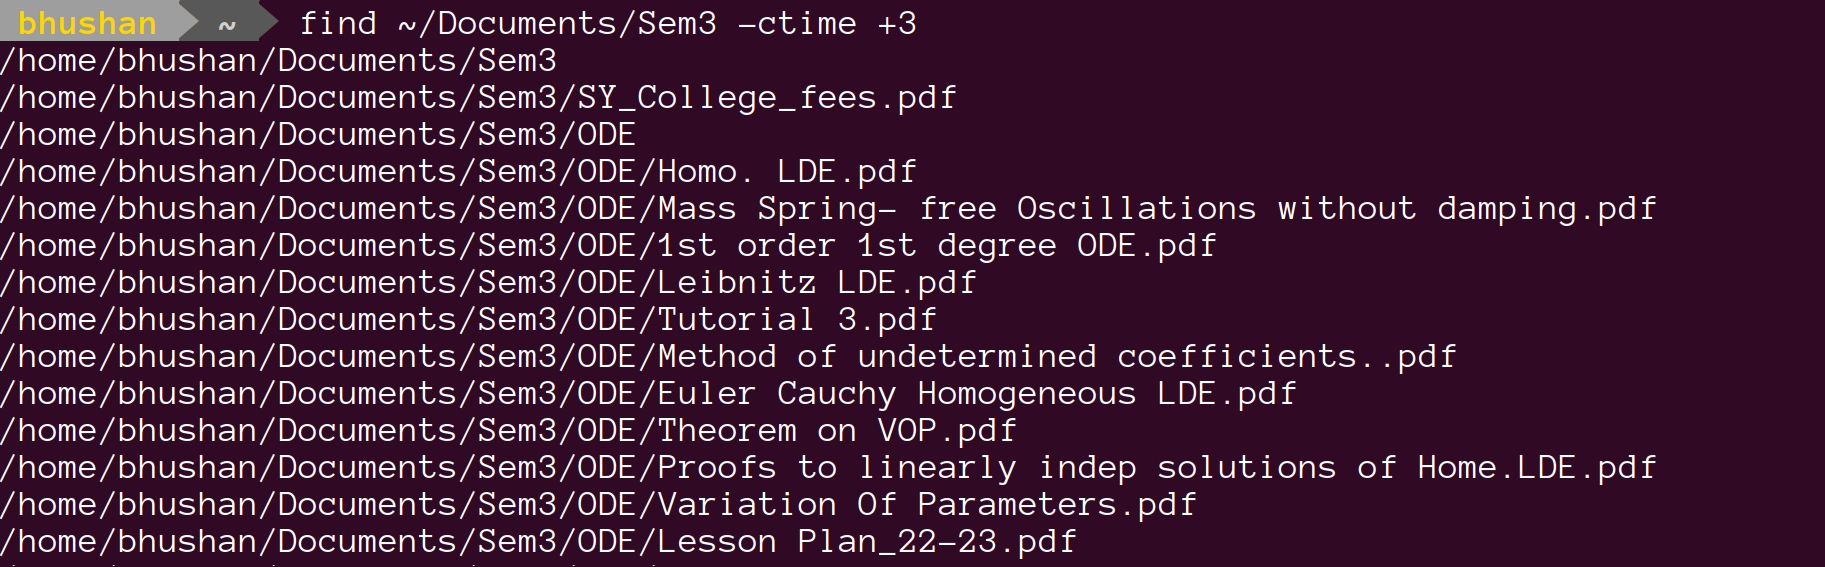 bhushan ~ find ~/Documents/Sem3 -ctime +3
/home/bhushan/Documents/Sem3
/home/bhushan/Documents/Sem3/SY_College_fees.pdf
/home/bhushan/Documents/Sem3/ODE
/home/bhushan/Documents/Sem3/ODE/Homo. LDE.pdf
/home/bhushan/Documents/Sem3/ODE/Mass Spring- free Oscillations without damping.pdf
/home/bhushan/Documents/Sem3/ODE/1st order 1st degree ODE.pdf
/home/bhushan/Documents/Sem3/ODE/Leibnitz LDE.pdf
/home/bhushan/Documents/Sem3/ODE/Tutorial 3.pdf
/home/bhushan/Documents/Sem3/ODE/Method of undetermined coefficients..pdf
/home/bhushan/Documents/Sem3/ODE/Euler Cauchy Homogeneous LDE.pdf
/home/bhushan/Documents/Sem3/ODE/Theorem on VOP.pdf
/home/bhushan/Documents/Sem3/ODE/Proofs to linearly indep solutions of Home.LDE.pdf
/home/bhushan/Documents/Sem3/ODE/Variation Of Parameters.pdf
/home/bhushan/Documents/Sem3/ODE/Lesson Plan_22-23.pdf